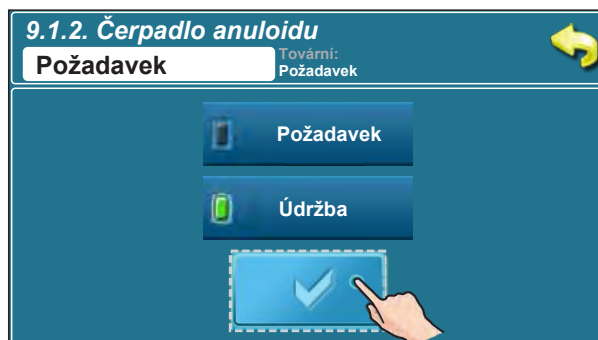 9.1.2. Čerpadlo anuloidu
Požadavek
Tovární:
Požadavek
Požadavek
Údržba